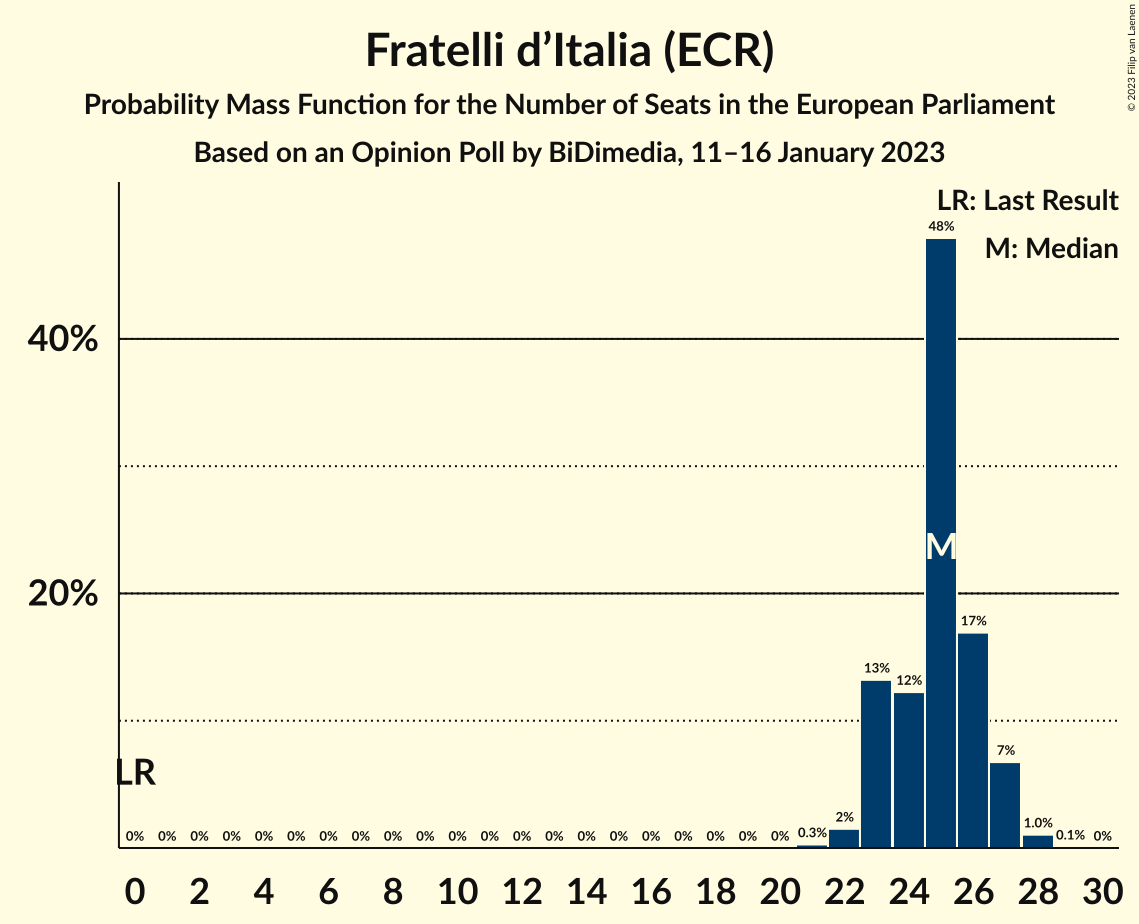 Fratelli d’Italia (ECR)
Probability Mass Function for the Number of Seats in the European Parliament
Based on an Opinion Poll by BiDimedia, 11–16 January 2023
© 2023 Filip van Laenen
LR: Last Result
M: Median
48%
40%
M
20%
17%
13%
12%
7%
LR
0% 0% 0% 0% 0% 0% 0% 0% 0% 0% 0% 0% 0% 0% 0% 0% 0% 0% 0% 0% 0% 0.3% 2% 1.0% 0.1% 0%
0 2 4 6 8 10 12 14 16 18 20 22 24 26 28 30